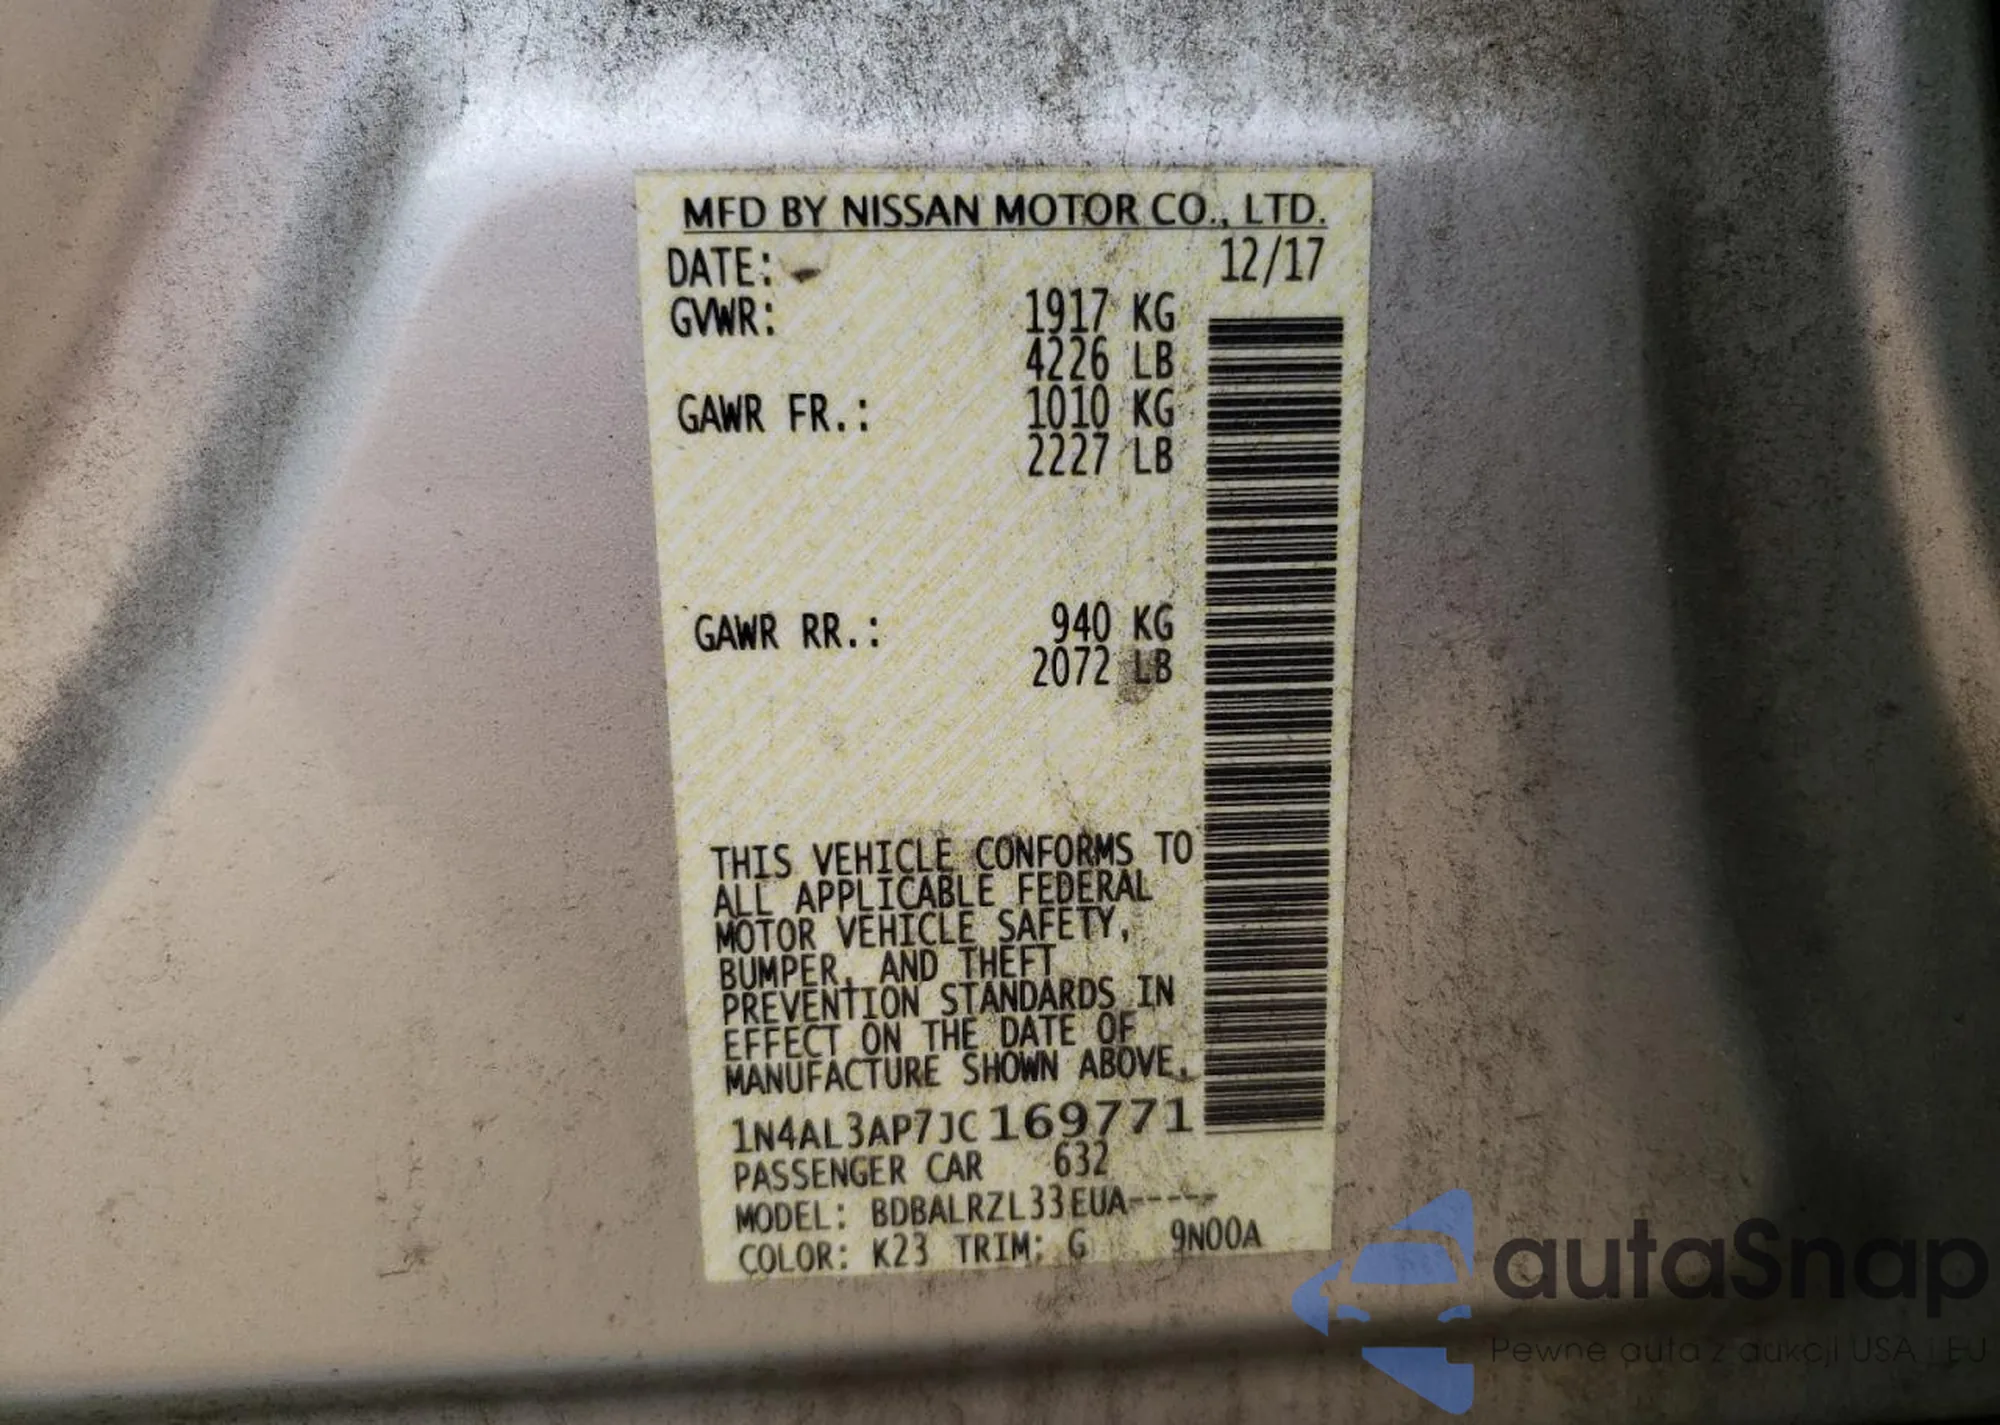 MFD BY NISSAN MOTOR CO., LTD.
DATE: 12/17
GVWR: 1917 KG
4226 LB
GAWR FR.: 1010 KG
2227 LB
GAWR RR.: 940 KG
2072 LB
THIS VEHICLE CONFORMS TO
ALL APPLICABLE FEDERAL
MOTOR VEHICLE SAFETY,
BUMPER, AND THEFT
PREVENTION STANDARDS IN
EFFECT ON THE DATE OF
MANUFACTURE SHOWN ABOVE.
1N4AL3AP7JC169771
PASSENGER CAR 632
MODEL: BDBALRZL33EUA-----
COLOR: K23 TRIM: G 9N00A
autaSnap
Pewne auta z aukcji USA i EU